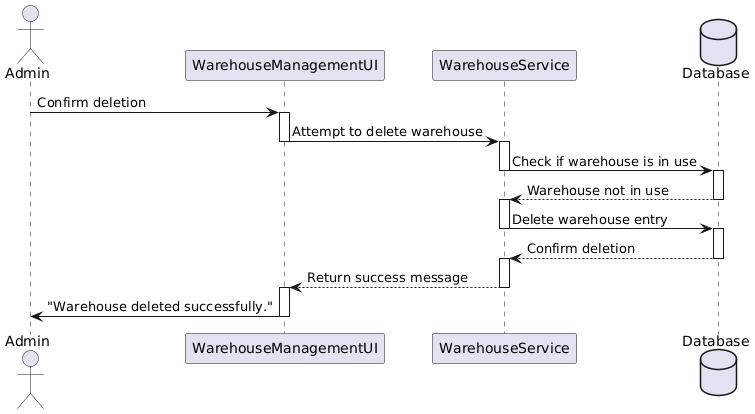 Admin
WarehouseManagementUI
WarehouseService
Database
Confirm deletion
Attempt to delete warehouse
Check if warehouse is in use
Warehouse not in use
Delete warehouse entry
Confirm deletion
Return success message
"Warehouse deleted successfully."
Admin
WarehouseManagementUI
WarehouseService
Database